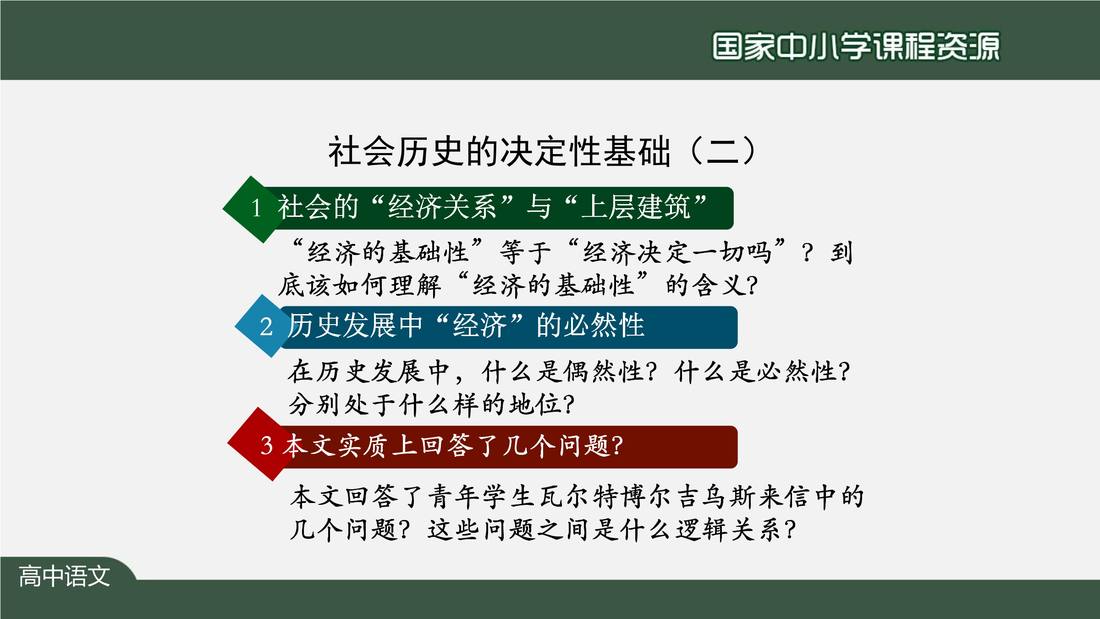 国家中小学课程资源
社会历史的决定性基础（二）
1 社会的“经济关系”与“上层建筑”
“经济的基础性”等于“经济决定一切吗”？到
底该如何理解“经济的基础性”的含义？
2 历史发展中“经济”的必然性
在历史发展中，什么是偶然性？什么是必然性？
分别处于什么样的地位？
3 本文实质上回答了几个问题？
本文回答了青年学生瓦尔特博尔吉乌斯来信中的
几个问题？这些问题之间是什么逻辑关系？
高中语文